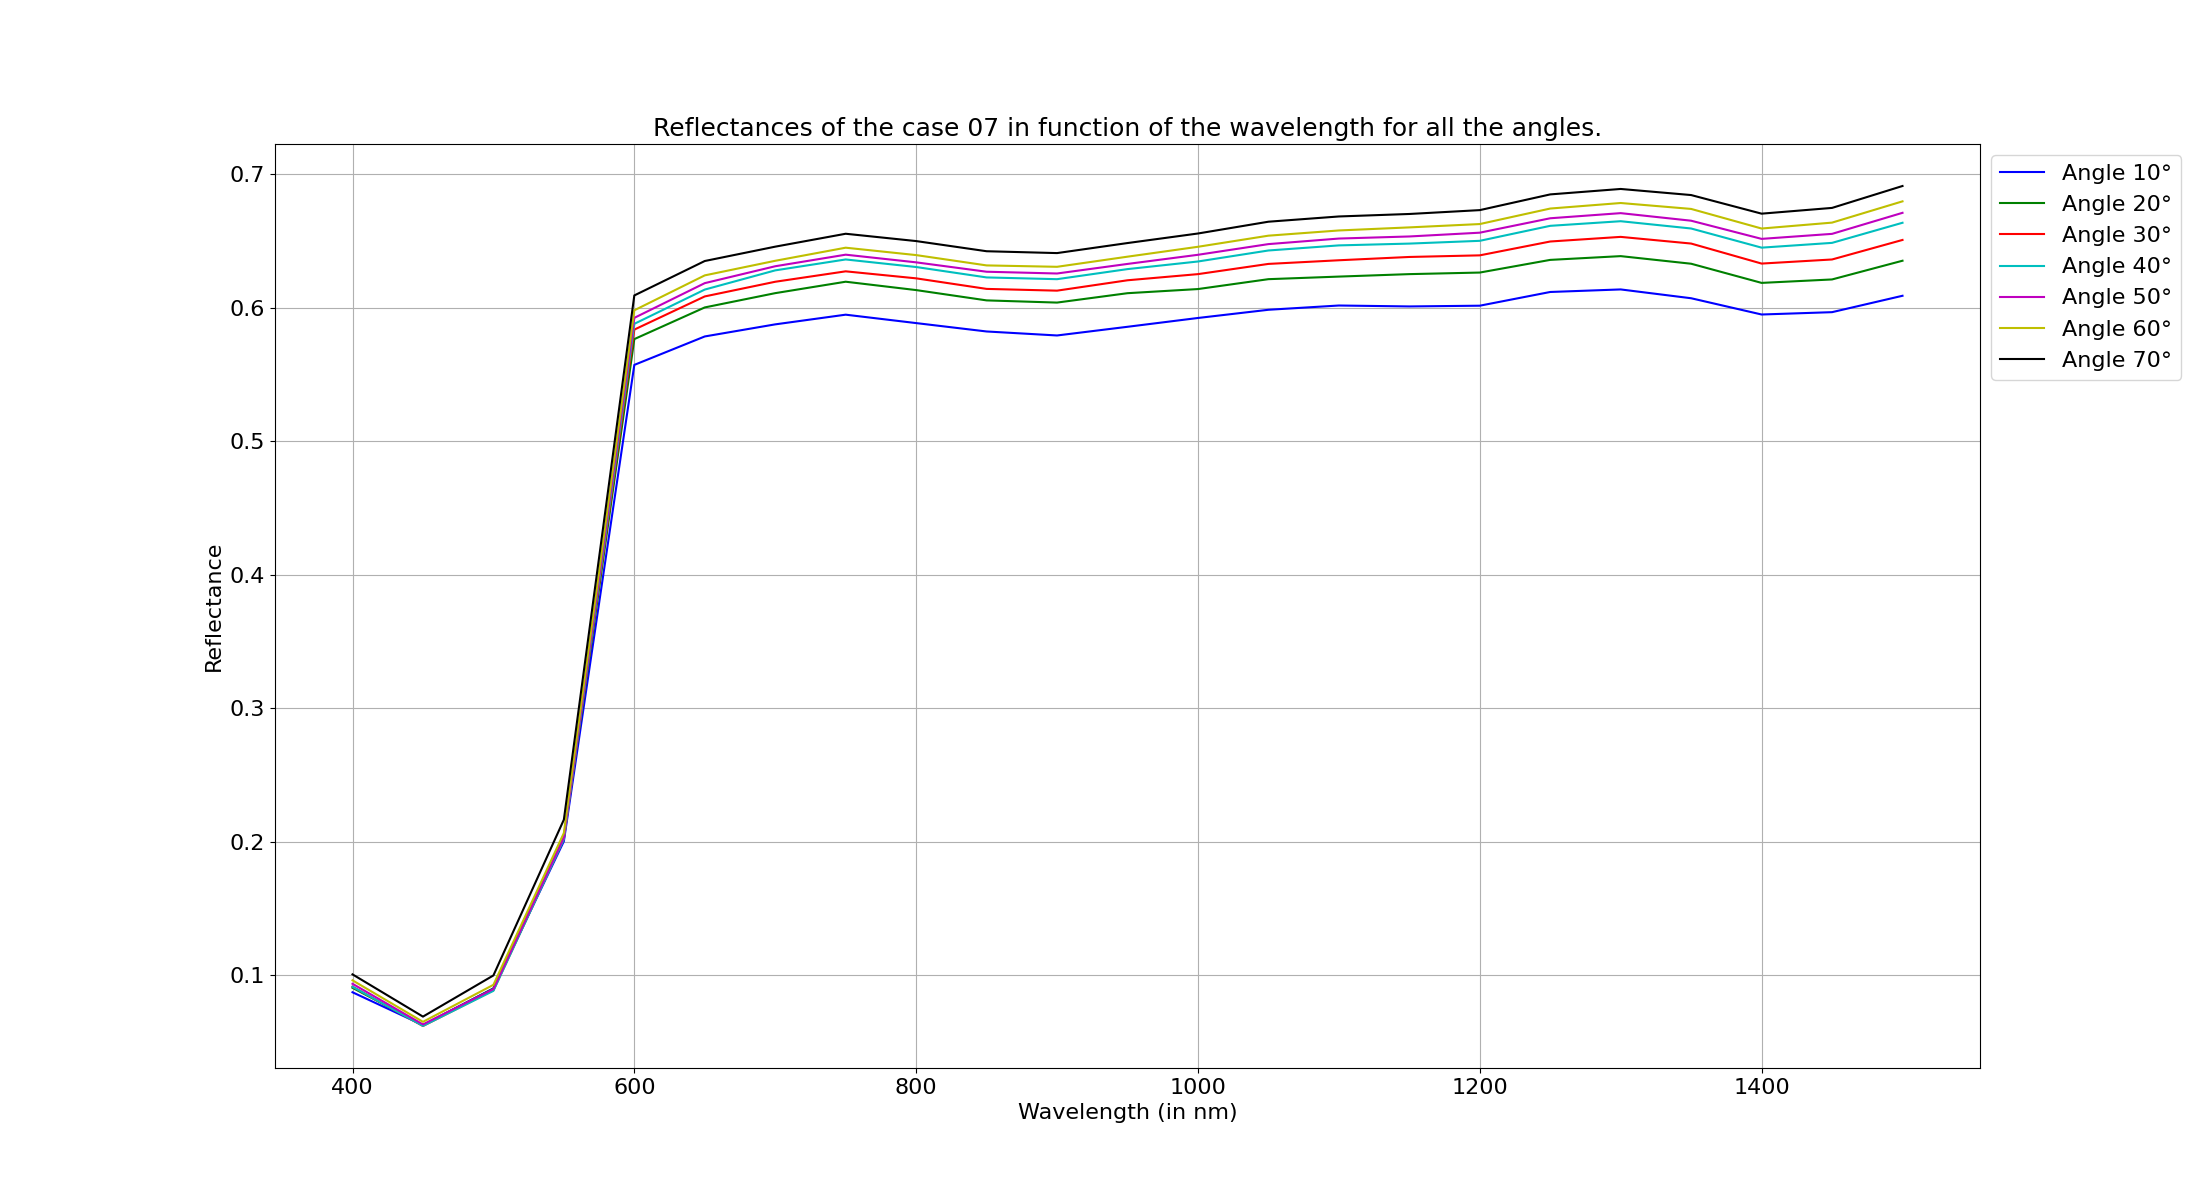 Reflectances of the case 07 in function of the wavelength for all the angles.
0.7
0.6
0.5
0.4
0.3
0.2
0.1
Reflectance
400 600 800 1000 1200 1400
Wavelength (in nm)
Angle 10°
Angle 20°
Angle 30°
Angle 40°
Angle 50°
Angle 60°
Angle 70°